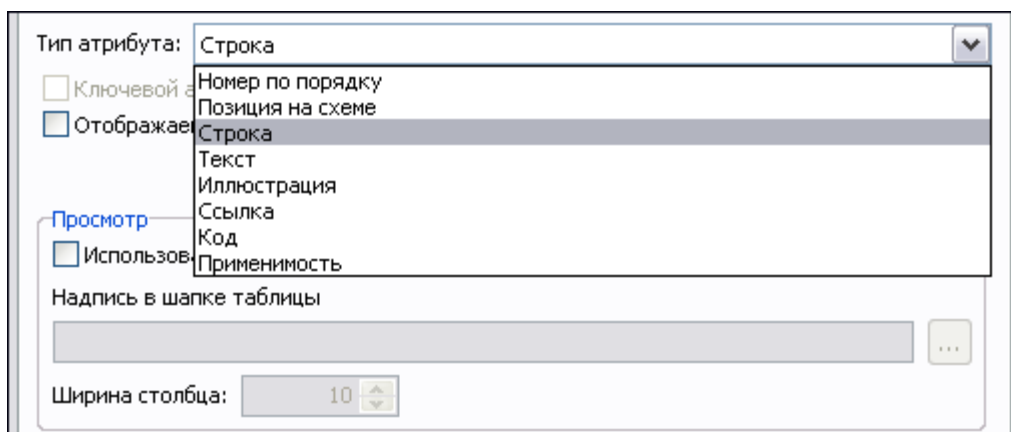 Тип атрибута: Строка
Номер по порядку
Ключевой
Позиция на схеме
Отображае
Строка
Текст
Иллюстрация
Ссылка
Просмотр
Код
Использов
Применимость
Надпись в шапке таблицы
...
Ширина столбца: 10